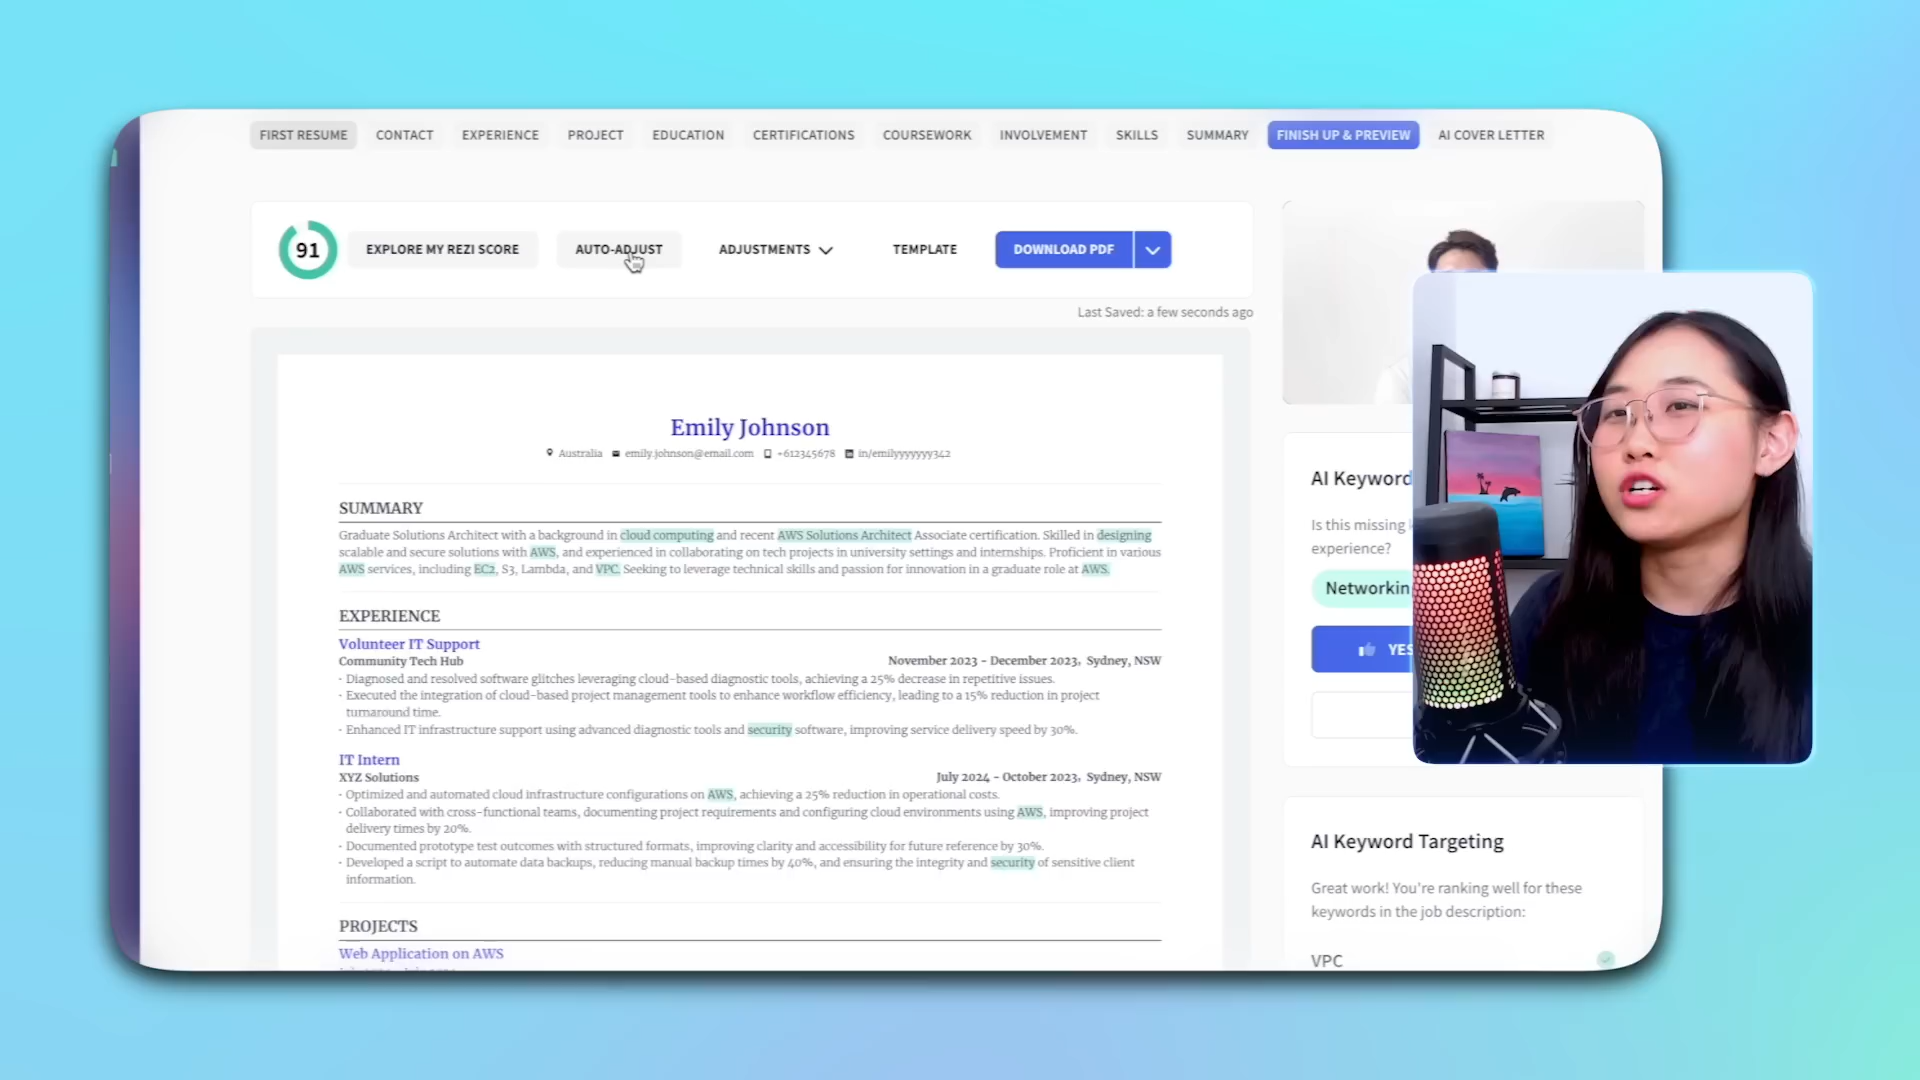 FIRST RESUME CONTACT EXPERIENCE PROJECT EDUCATION CERTIFICATIONS COURSEWORK INVOLVEMENT SKILLS SUMMARY FINISH UP & PREVIEW AI COVER LETTER
91 EXPLORE MY REZI SCORE AUTO-ADJUST ADJUSTMENTS TEMPLATE DOWNLOAD PDF
Last Saved: a few seconds ago
Emily Johnson
Australia emily.johnson@email.com +612345678 in/emilyyyyyyy342
SUMMARY
Graduate Solutions Architect with a background in cloud computing and recent AWS Solutions Architect Associate certification. Skilled in designing
scalable and secure solutions with AWS, and experienced in collaborating on tech projects in university settings and internships. Proficient in various
AWS services, including EC2, S3, Lambda, and VPC. Seeking to leverage technical skills and passion for innovation in a graduate role at AWS.
EXPERIENCE
Volunteer IT Support
Community Tech Hub November 2023 - December 2023, Sydney, NSW
- Diagnosed and resolved software glitches leveraging cloud-based diagnostic tools, achieving a 25% decrease in repetitive issues.
- Executed the integration of cloud-based project management tools to enhance workflow efficiency, leading to a 15% reduction in project
turnaround time.
- Enhanced IT infrastructure support using advanced diagnostic tools and security software, improving service delivery speed by 30%.
IT Intern
XYZ Solutions July 2024 - October 2023, Sydney, NSW
- Optimized and automated cloud infrastructure configurations on AWS, achieving a 25% reduction in operational costs.
- Collaborated with cross-functional teams, documenting project requirements and configuring cloud environments using AWS, improving project
delivery times by 20%.
- Documented prototype test outcomes with structured formats, improving clarity and accessibility for future reference by 30%.
- Developed a script to automate data backups, reducing manual backup times by 40%, and ensuring the integrity and security of sensitive client
information.
PROJECTS
Web Application on AWS
AI Keyword
Is this missing
experience?
Networkin
YES
AI Keyword Targeting
Great work! You're ranking well for these
keywords in the job description:
VPC